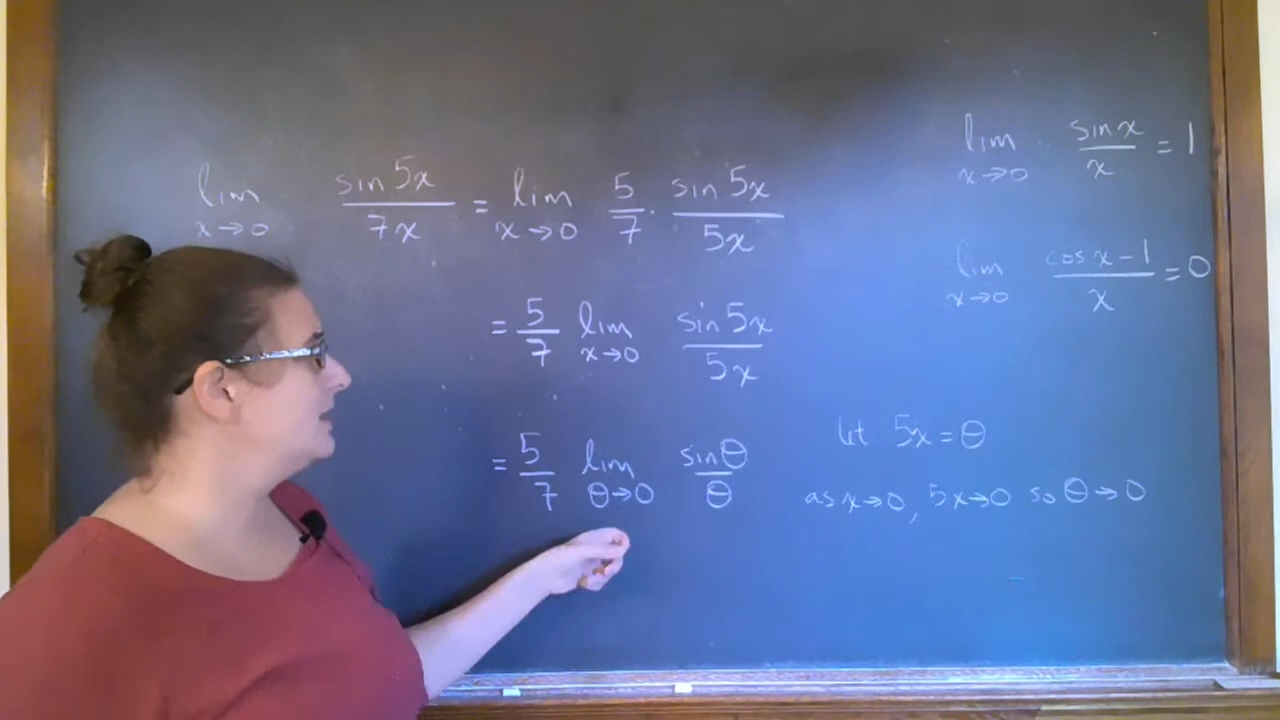 lim x→0 sin 5x / 7x = lim x→0 5/7 · sin 5x / 5x
= 5/7 lim x→0 sin 5x / 5x
= 5/7 lim θ→0 sin θ / θ
lim x→0 sin x / x = 1
lim x→0 cos x - 1 / x = 0
let 5x = θ
as x→0, 5x→0 so θ→0